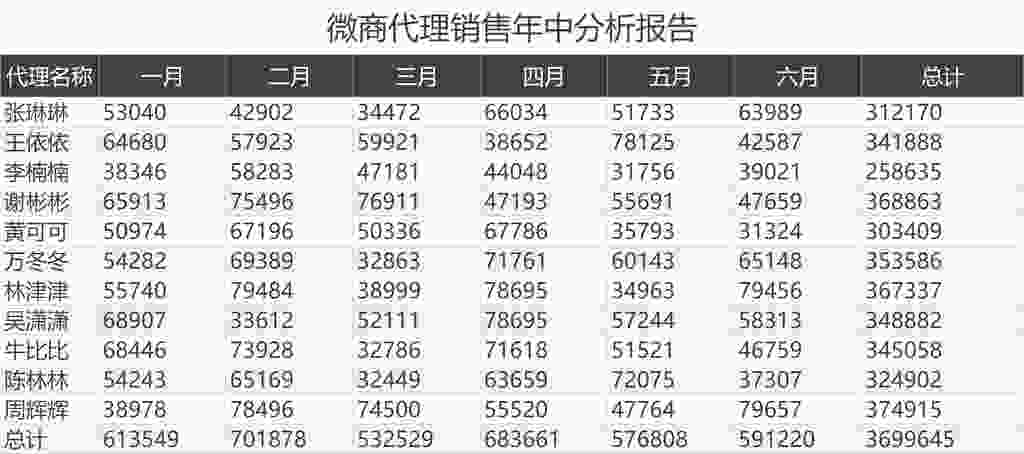 微商代理销售年中分析报告
代理名称 一月 二月 三月 四月 五月 六月 总计
张琳琳 53040 42902 34472 66034 51733 63989 312170
王依依 64680 57923 59921 38652 78125 42587 341888
李楠楠 38346 58283 47181 44048 31756 39021 258635
谢彬彬 65913 75496 76911 47193 55691 47659 368863
黄可可 50974 67196 50336 67786 35793 31324 303409
万冬冬 54282 69389 32863 71761 60143 65148 353586
林津津 55740 79484 38999 78695 34963 79456 367337
吴潇潇 68907 33612 52111 78695 57244 58313 348882
牛比比 68446 73928 32786 71618 51521 46759 345058
陈林林 54243 65169 32449 63659 72075 37307 324902
周辉辉 38978 78496 74500 55520 47764 79657 374915
总计 613549 701878 532529 683661 576808 591220 3699645